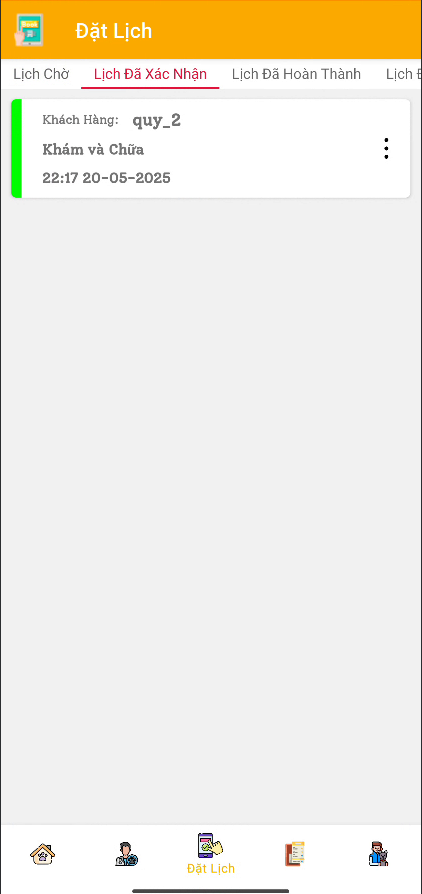 Đặt Lịch
Lịch Chờ Lịch Đã Xác Nhận Lịch Đã Hoàn Thành Lịch
Khách Hàng: quy_2
Khám và Chữa
22:17 20-05-2025
Đặt Lịch